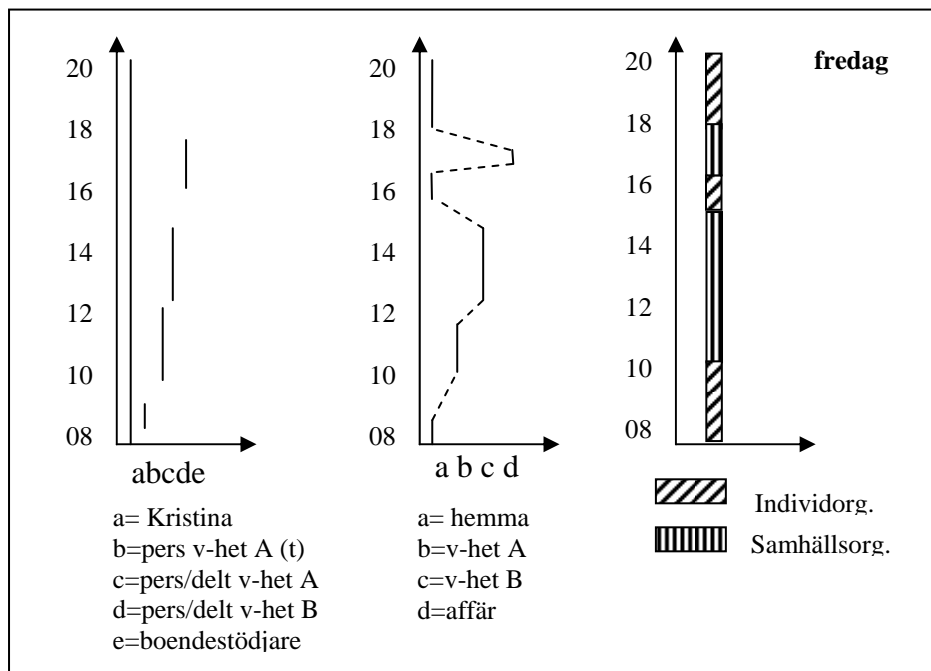 fredag
20
18
16
14
12
10
08
abcde
a= Kristina
b=pers v-het A (t)
c=pers/delt v-het A
d=pers/delt v-het B
e=boendestödjare
20
18
16
14
12
10
08
a b c d
a= hemma
b=v-het A
c=v-het B
d=affär
20
18
16
14
12
10
08
Individorg.
Samhällsorg.